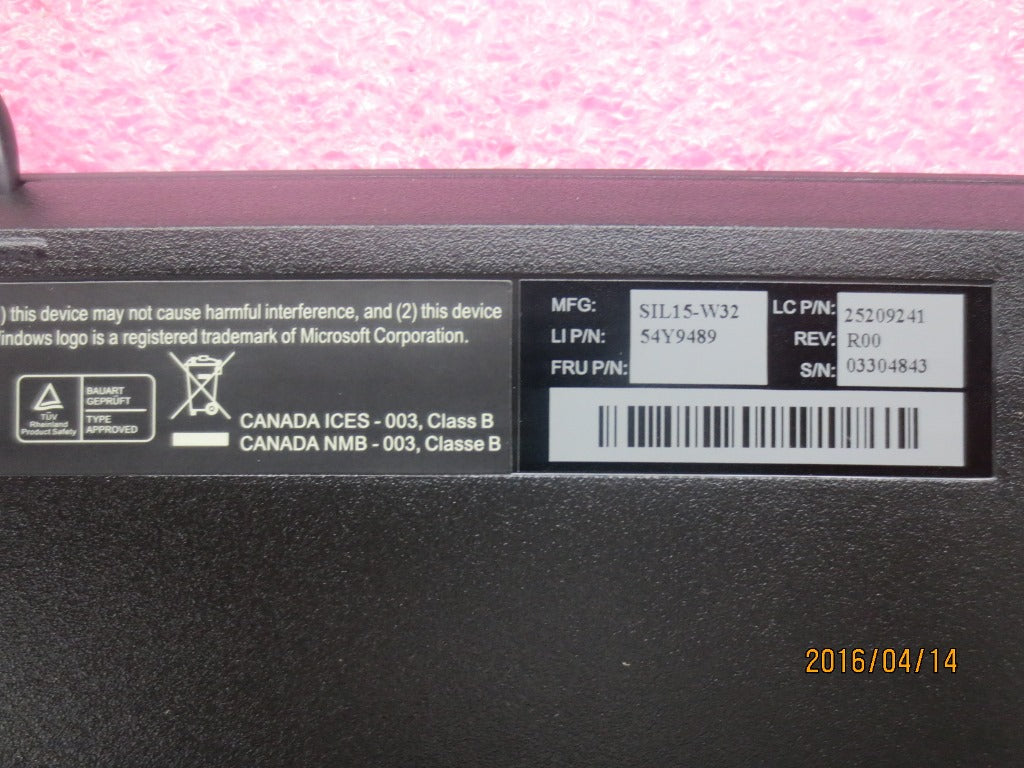 ) this device may not cause harmful interference, and (2) this device
indows logo is a registered trademark of Microsoft Corporation.
TÜV
Rheinland
Product Safety
BAUART
GEPRÜFT
TYPE
APPROVED
CANADA ICES - 003, Class B
CANADA NMB - 003, Classe B
MFG: SIL15-W32
LI P/N: 54Y9489
FRU P/N:
LC P/N: 25209241
REV: R00
S/N: 03304843
2016/04/14